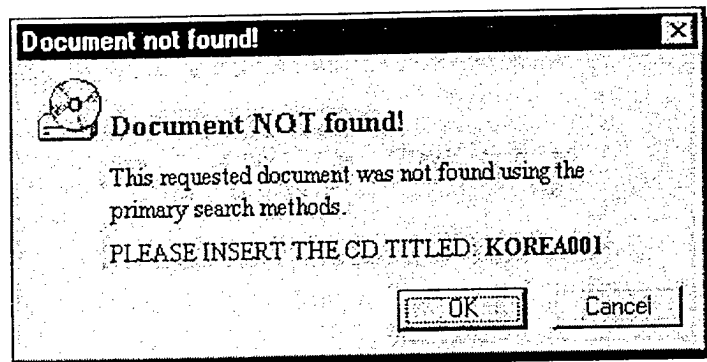 Document not found!
Document NOT found!
This requested document was not found using the
primary search methods.
PLEASE INSERT THE CD TITLED: KOREA001
OK
Cancel